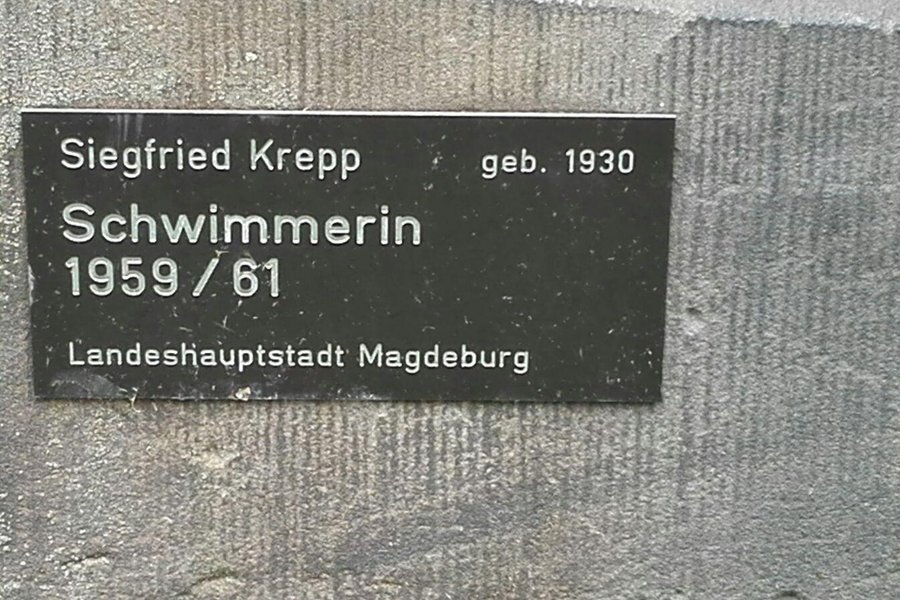 Siegfried Krepp geb. 1930
Schwimmerin
1959 / 61
Landeshauptstadt Magdeburg